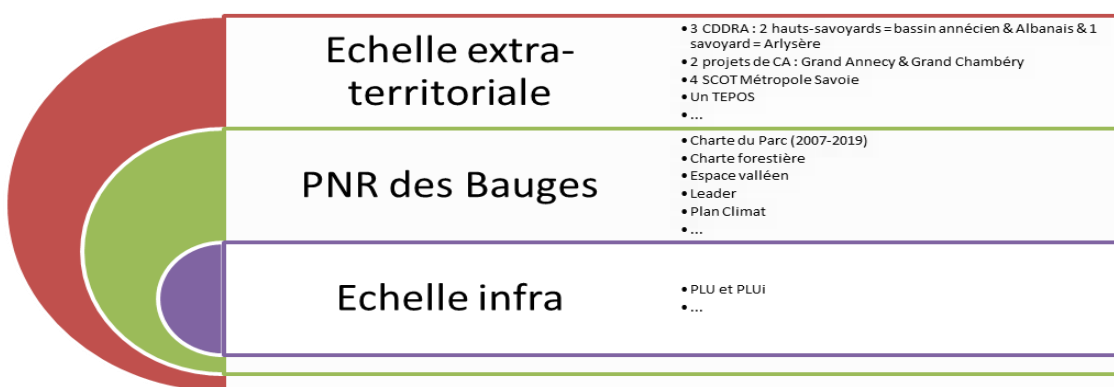 Echelle extra-
territoriale
• 3 CDDRA : 2 hauts-savoyards = bassin annécien & Albanais & 1
savoyard = Arlysère
• 2 projets de CA : Grand Annecy & Grand Chambéry
• 4 SCOT Métropole Savoie
• Un TEPOS
• ...
PNR des Bauges
• Charte du Parc (2007-2019)
• Charte forestière
• Espace valléen
• Leader
• Plan Climat
• ...
Echelle infra
• PLU et PLUi
• ...